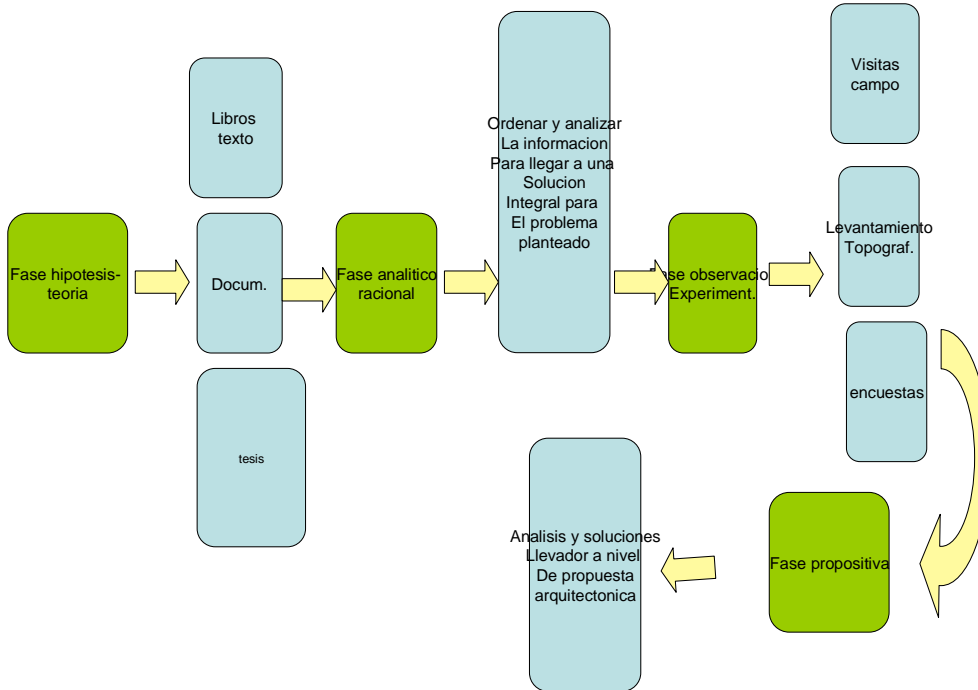 Libros
texto
Docum.
tesis
Fase hipotesis-
teoria
Fase analitico
racional
Ordenar y analizar
La informacion
Para llegar a una
Solucion
Integral para
El problema
planteado
Fase observacio
Experiment.
Visitas
campo
Levantamiento
Topograf.
encuestas
Fase propositiva
Analisis y soluciones
Llevador a nivel
De propuesta
arquitectonica